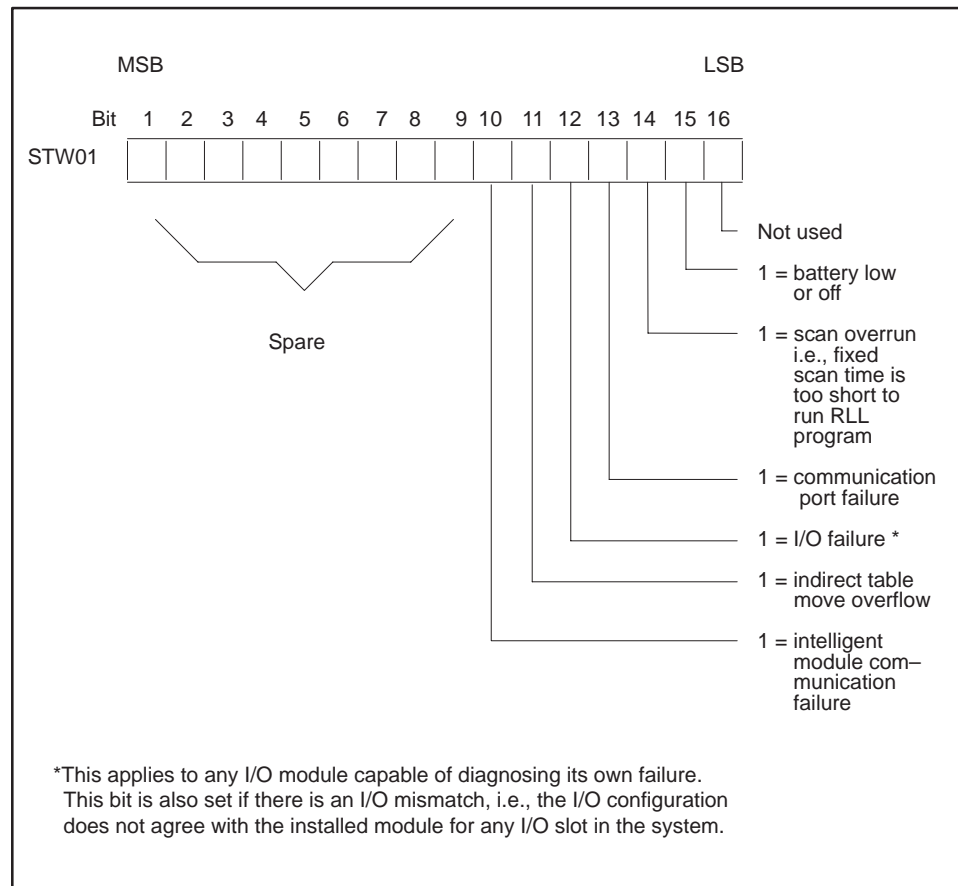 MSB LSB
Bit 1 2 3 4 5 6 7 8 9 10 11 12 13 14 15 16
STW01
Not used
1 = battery low
or off
Spare
1 = scan overrun
i.e., fixed
scan time is
too short to
run RLL
program
1 = communication
port failure
1 = I/O failure *
1 = indirect table
move overflow
1 = intelligent
module com–
munication
failure
*This applies to any I/O module capable of diagnosing its own failure.
This bit is also set if there is an I/O mismatch, i.e., the I/O configuration
does not agree with the installed module for any I/O slot in the system.